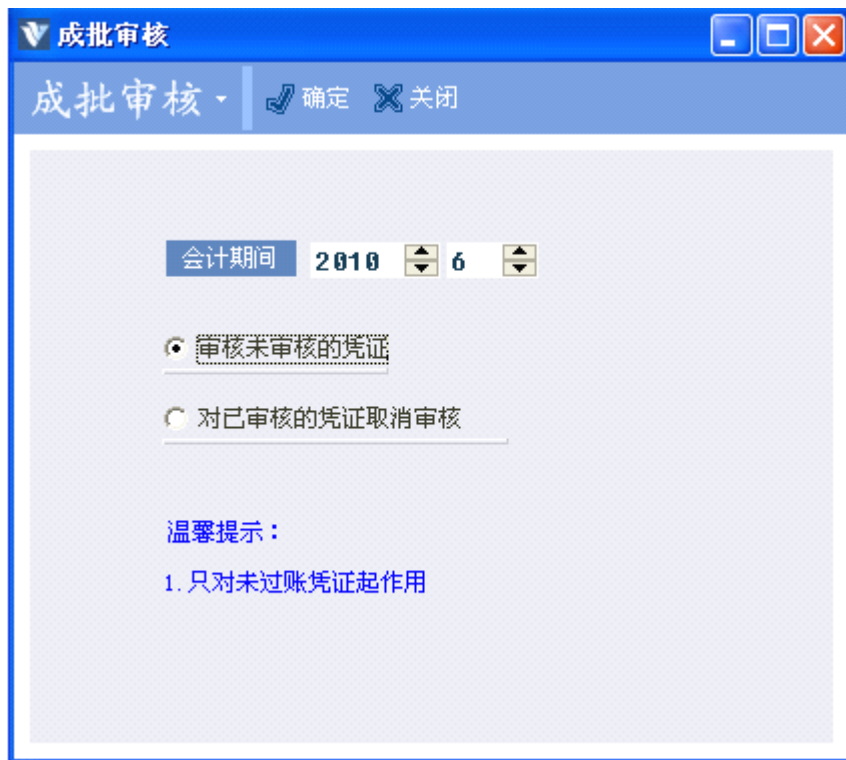 成批审核
成批审核 确定 关闭
会计期间 2010 6
审核未审核的凭证
对已审核的凭证取消审核
温馨提示：
1.只对未过账凭证起作用